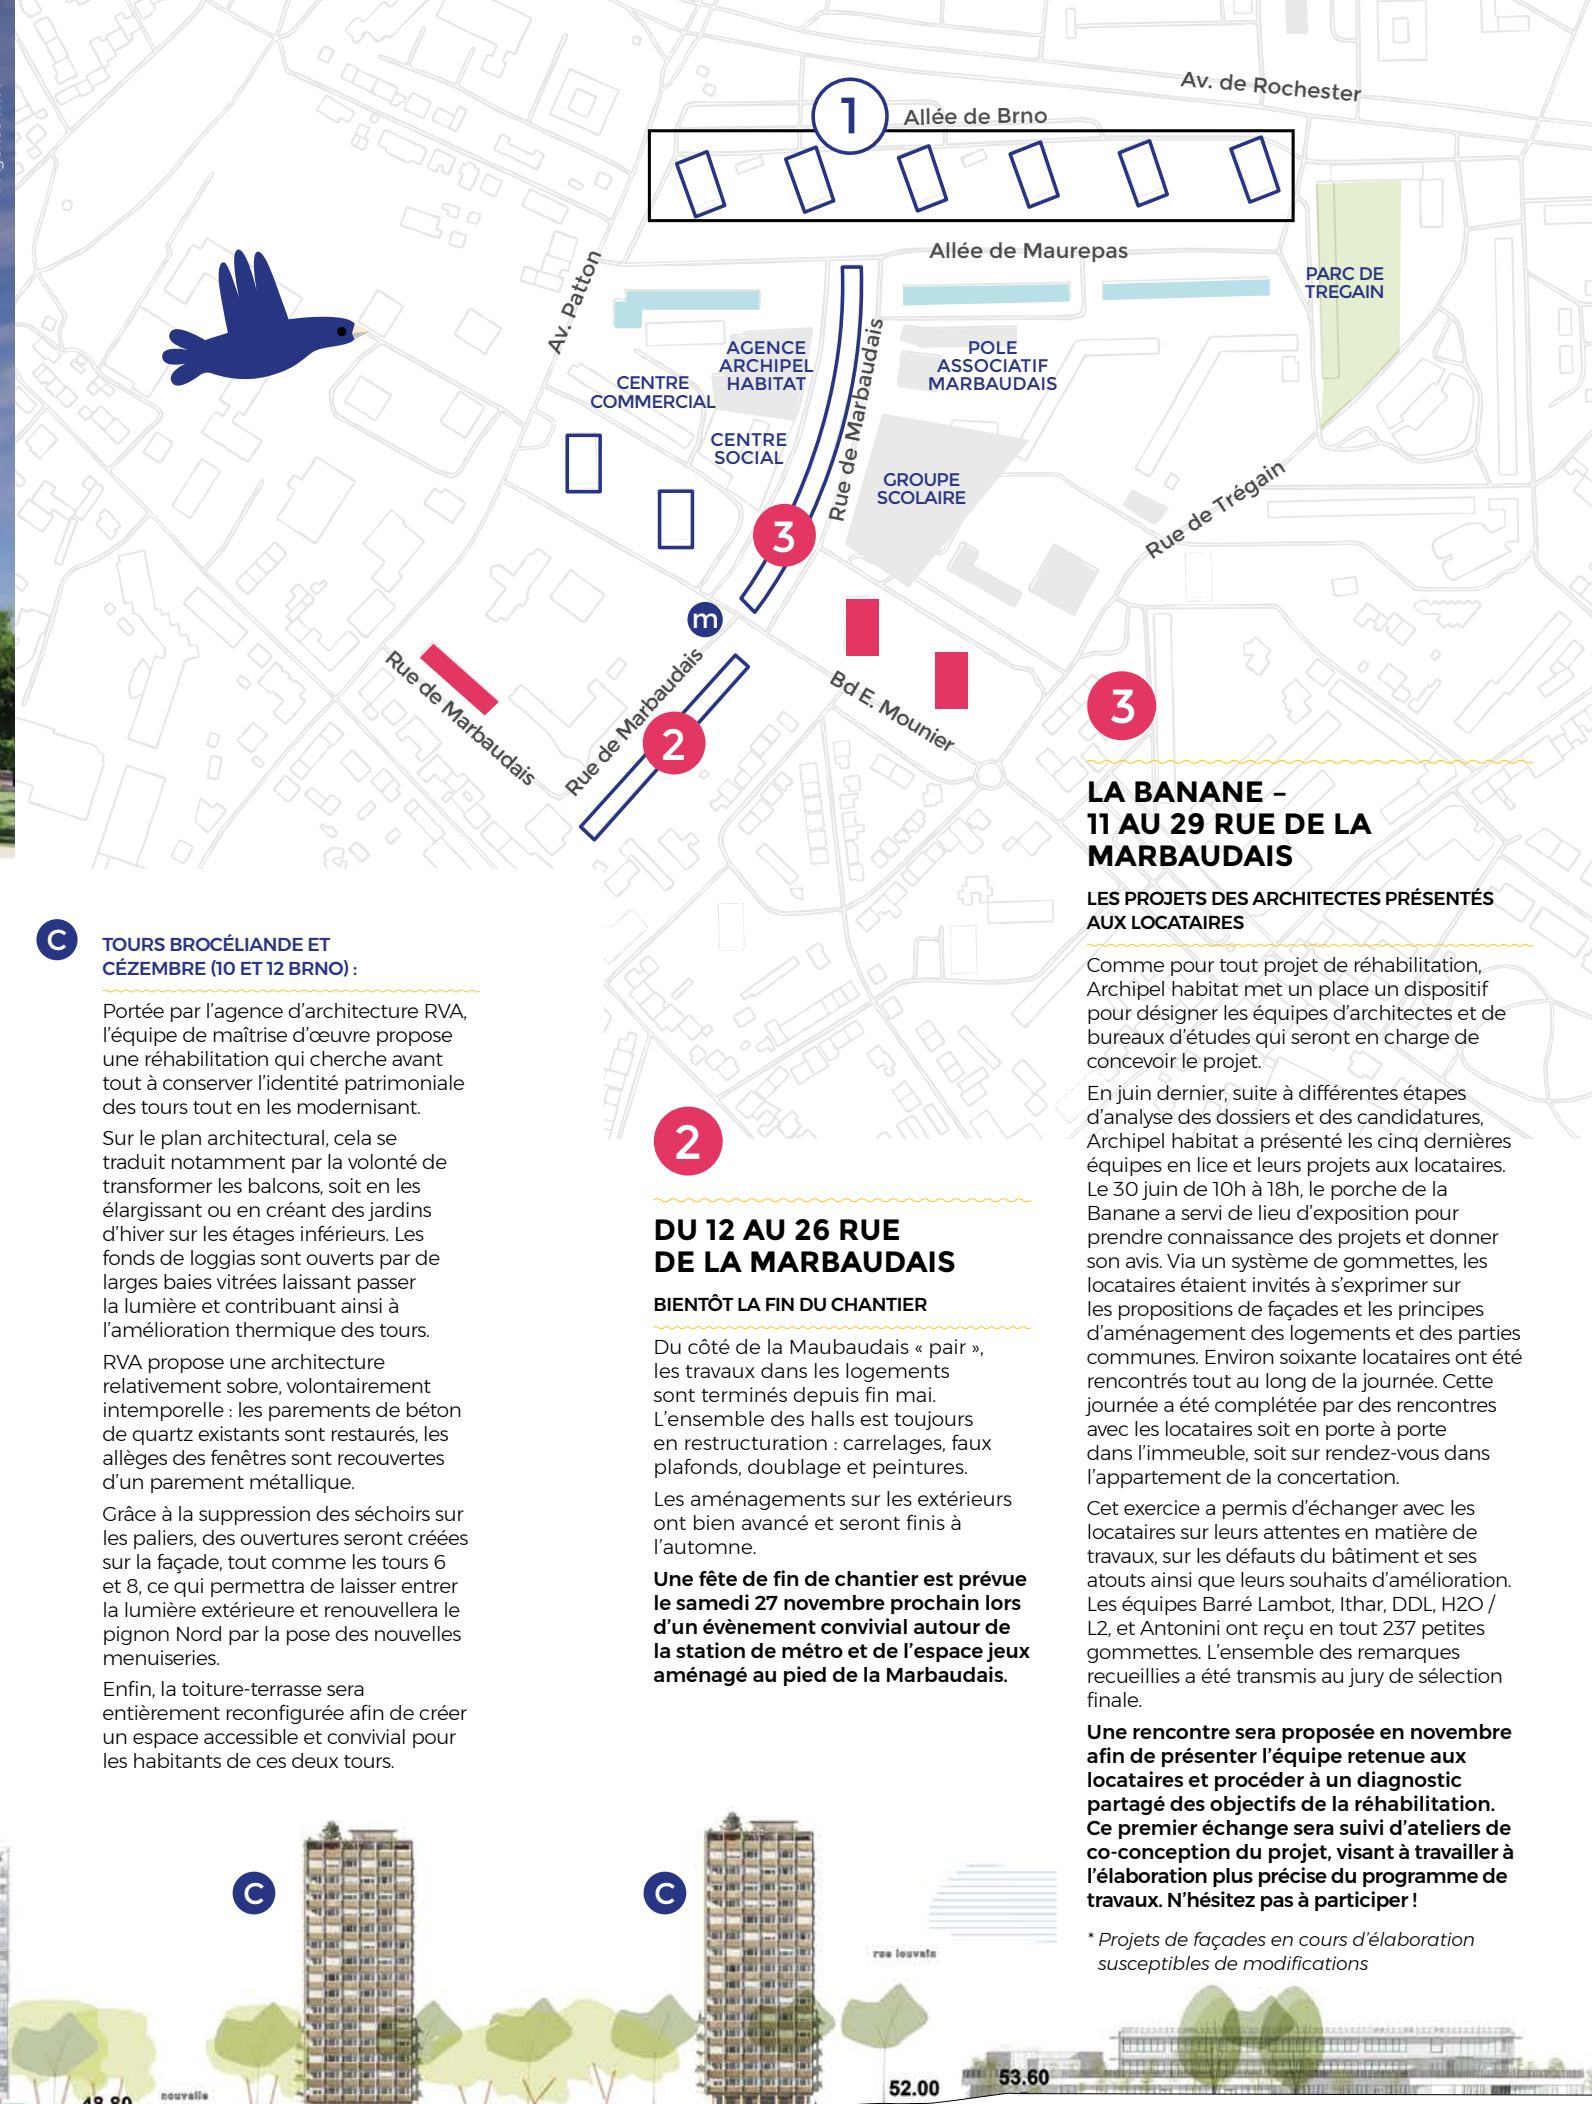 Av. de Rochester
1
Allée de Brno
Allée de Maurepas
Av. Patton
PARC DE
TREGAIN
AGENCE
ARCHIPEL
HABITAT
POLE
ASSOCIATIF
MARBAUDAIS
CENTRE
COMMERCIAL
Rue de Marbaudais
CENTRE
SOCIAL
GROUPE
SCOLAIRE
Rue de Trégain
3
m
Rue de Marbaudais
Rue de Marbaudais
Bd E. Mounier
2
C
TOURS BROCÉLIANDE ET
CÉZEMBRE (10 ET 12 BRNO) :
Portée par l’agence d’architecture RVA,
l’équipe de maîtrise d’œuvre propose
une réhabilitation qui cherche avant
tout à conserver l’identité patrimoniale
des tours tout en les modernisant.
Sur le plan architectural, cela se
traduit notamment par la volonté de
transformer les balcons, soit en les
élargissant ou en créant des jardins
d’hiver sur les étages inférieurs. Les
fonds de loggias sont ouverts par de
larges baies vitrées laissant passer
la lumière et contribuant ainsi à
l’amélioration thermique des tours.
RVA propose une architecture
relativement sobre, volontairement
intemporelle : les parements de béton
de quartz existants sont restaurés, les
allèges des fenêtres sont recouvertes
d’un parement métallique.
Grâce à la suppression des séchoirs sur
les paliers, des ouvertures seront créées
sur la façade, tout comme les tours 6
et 8, ce qui permettra de laisser entrer
la lumière extérieure et renouvellera le
pignon Nord par la pose des nouvelles
menuiseries.
Enfin, la toiture-terrasse sera
entièrement reconfigurée afin de créer
un espace accessible et convivial pour
les habitants de ces deux tours.
2
DU 12 AU 26 RUE
DE LA MARBAUDAIS
BIENTÔT LA FIN DU CHANTIER
Du côté de la Maubaudais « pair »,
les travaux dans les logements
sont terminés depuis fin mai.
L’ensemble des halls est toujours
en restructuration : carrelages, faux
plafonds, doublage et peintures.
Les aménagements sur les extérieurs
ont bien avancé et seront finis à
l’automne.
Une fête de fin de chantier est prévue
le samedi 27 novembre prochain lors
d’un évènement convivial autour de
la station de métro et de l’espace jeux
aménagé au pied de la Marbaudais.
3
LA BANANE –
11 AU 29 RUE DE LA
MARBAUDAIS
LES PROJETS DES ARCHITECTES PRÉSENTÉS
AUX LOCATAIRES
Comme pour tout projet de réhabilitation,
Archipel habitat met un place un dispositif
pour désigner les équipes d’architectes et de
bureaux d’études qui seront en charge de
concevoir le projet.
En juin dernier, suite à différentes étapes
d’analyse des dossiers et des candidatures,
Archipel habitat a présenté les cinq dernières
équipes en lice et leurs projets aux locataires.
Le 30 juin de 10h à 18h, le porche de la
Banane a servi de lieu d’exposition pour
prendre connaissance des projets et donner
son avis. Via un système de gommettes, les
locataires étaient invités à s’exprimer sur
les propositions de façades et les principes
d’aménagement des logements et des parties
communes. Environ soixante locataires ont été
rencontrés tout au long de la journée. Cette
journée a été complétée par des rencontres
avec les locataires soit en porte à porte
dans l’immeuble, soit sur rendez-vous dans
l’appartement de la concertation.
Cet exercice a permis d’échanger avec les
locataires sur leurs attentes en matière de
travaux, sur les défauts du bâtiment et ses
atouts ainsi que leurs souhaits d’amélioration.
Les équipes Barré Lambot, Ithar, DDL, H2O /
L2, et Antonini ont reçu en tout 237 petites
gommettes. L’ensemble des remarques
recueillies a été transmis au jury de sélection
finale.
Une rencontre sera proposée en novembre
afin de présenter l’équipe retenue aux
locataires et procéder à un diagnostic
partagé des objectifs de la réhabilitation.
Ce premier échange sera suivi d’ateliers de
co-conception du projet, visant à travailler à
l’élaboration plus précise du programme de
travaux. N’hésitez pas à participer !
* Projets de façades en cours d’élaboration
susceptibles de modifications
C
C
rue louvain
nouvelle
48.80
52.00
53.60